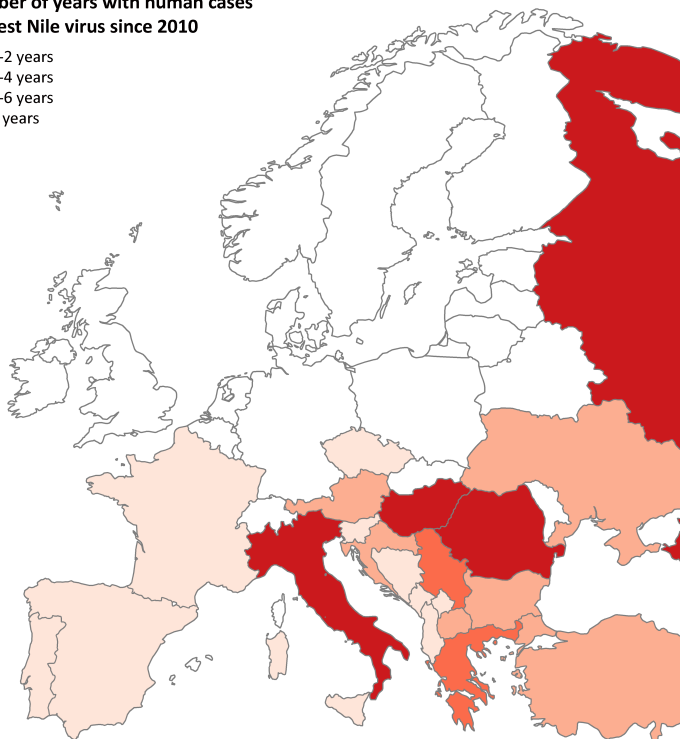 ber of years with human cases
est Nile virus since 2010
-2 years
-4 years
-6 years
years